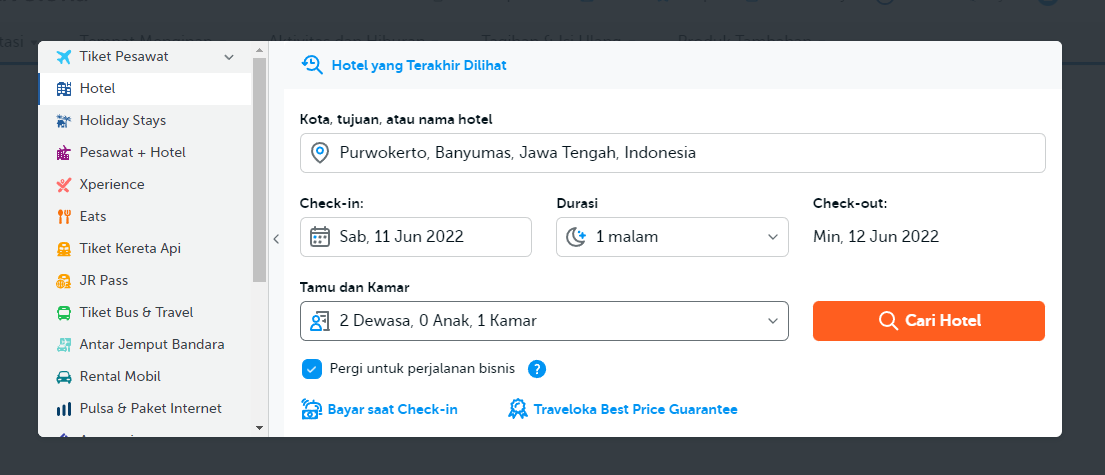 Tiket Pesawat
Hotel
Holiday Stays
Pesawat + Hotel
Xperience
Eats
Tiket Kereta Api
JR Pass
Tiket Bus & Travel
Antar Jemput Bandara
Rental Mobil
Pulsa & Paket Internet
Hotel yang Terakhir Dilihat
Kota, tujuan, atau nama hotel
Purwokerto, Banyumas, Jawa Tengah, Indonesia
Check-in: Durasi Check-out:
Sab, 11 Jun 2022 1 malam Min, 12 Jun 2022
Tamu dan Kamar
2 Dewasa, 0 Anak, 1 Kamar Cari Hotel
Pergi untuk perjalanan bisnis ?
Bayar saat Check-in Traveloka Best Price Guarantee